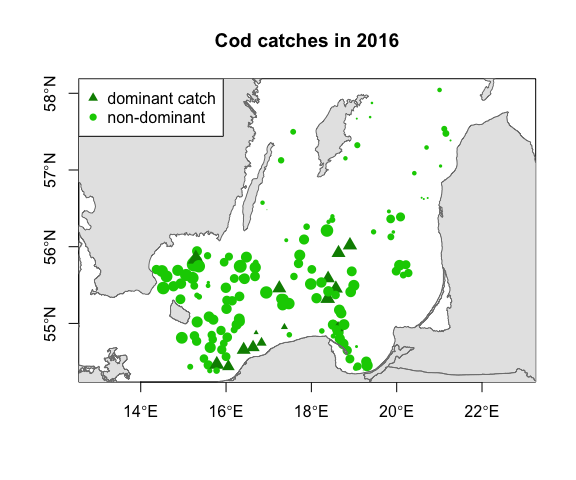 Cod catches in 2016
dominant catch
non-dominant
58°N
57°N
56°N
55°N
14°E 16°E 18°E 20°E 22°E